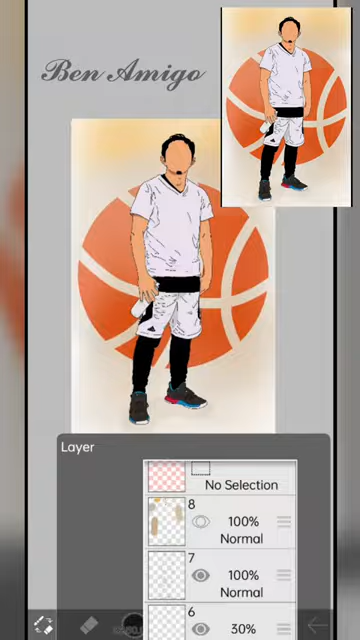 Ben Amigo
Layer
No Selection
8
100%
Normal
7
100%
Normal
6
30%